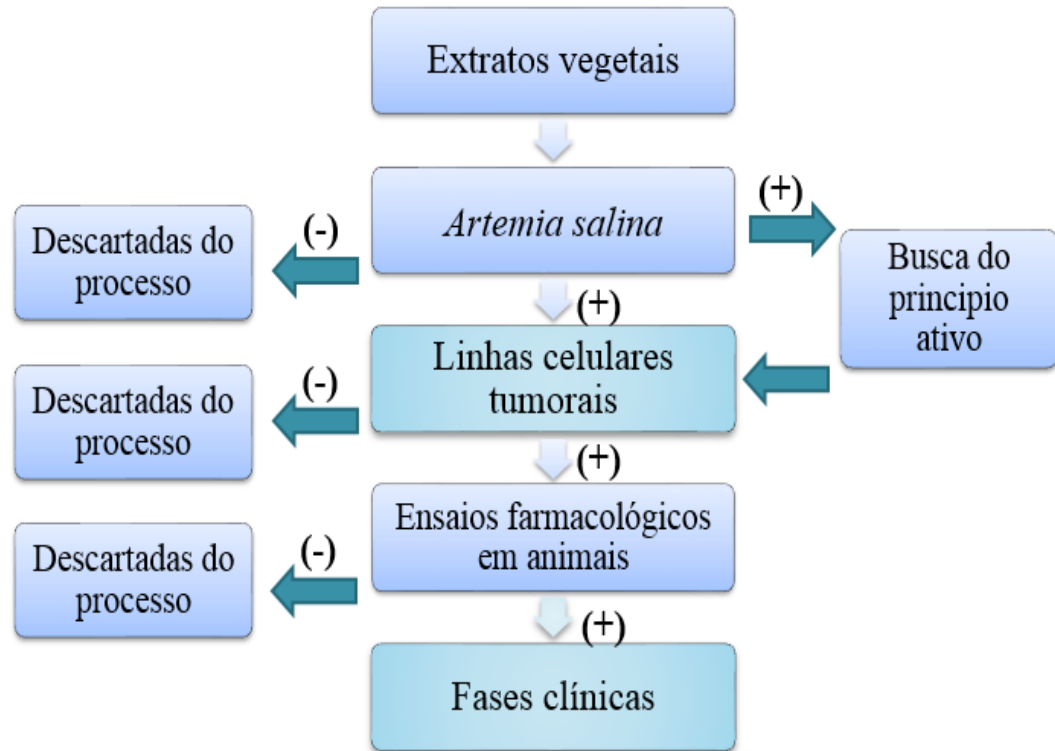 Extratos vegetais
Artemia salina
(+)
(-)
Descartadas do
processo
Busca do
principio
ativo
(+)
Linhas celulares
tumorais
(-)
Descartadas do
processo
(+)
Ensaios farmacológicos
em animais
(-)
Descartadas do
processo
(+)
Fases clínicas